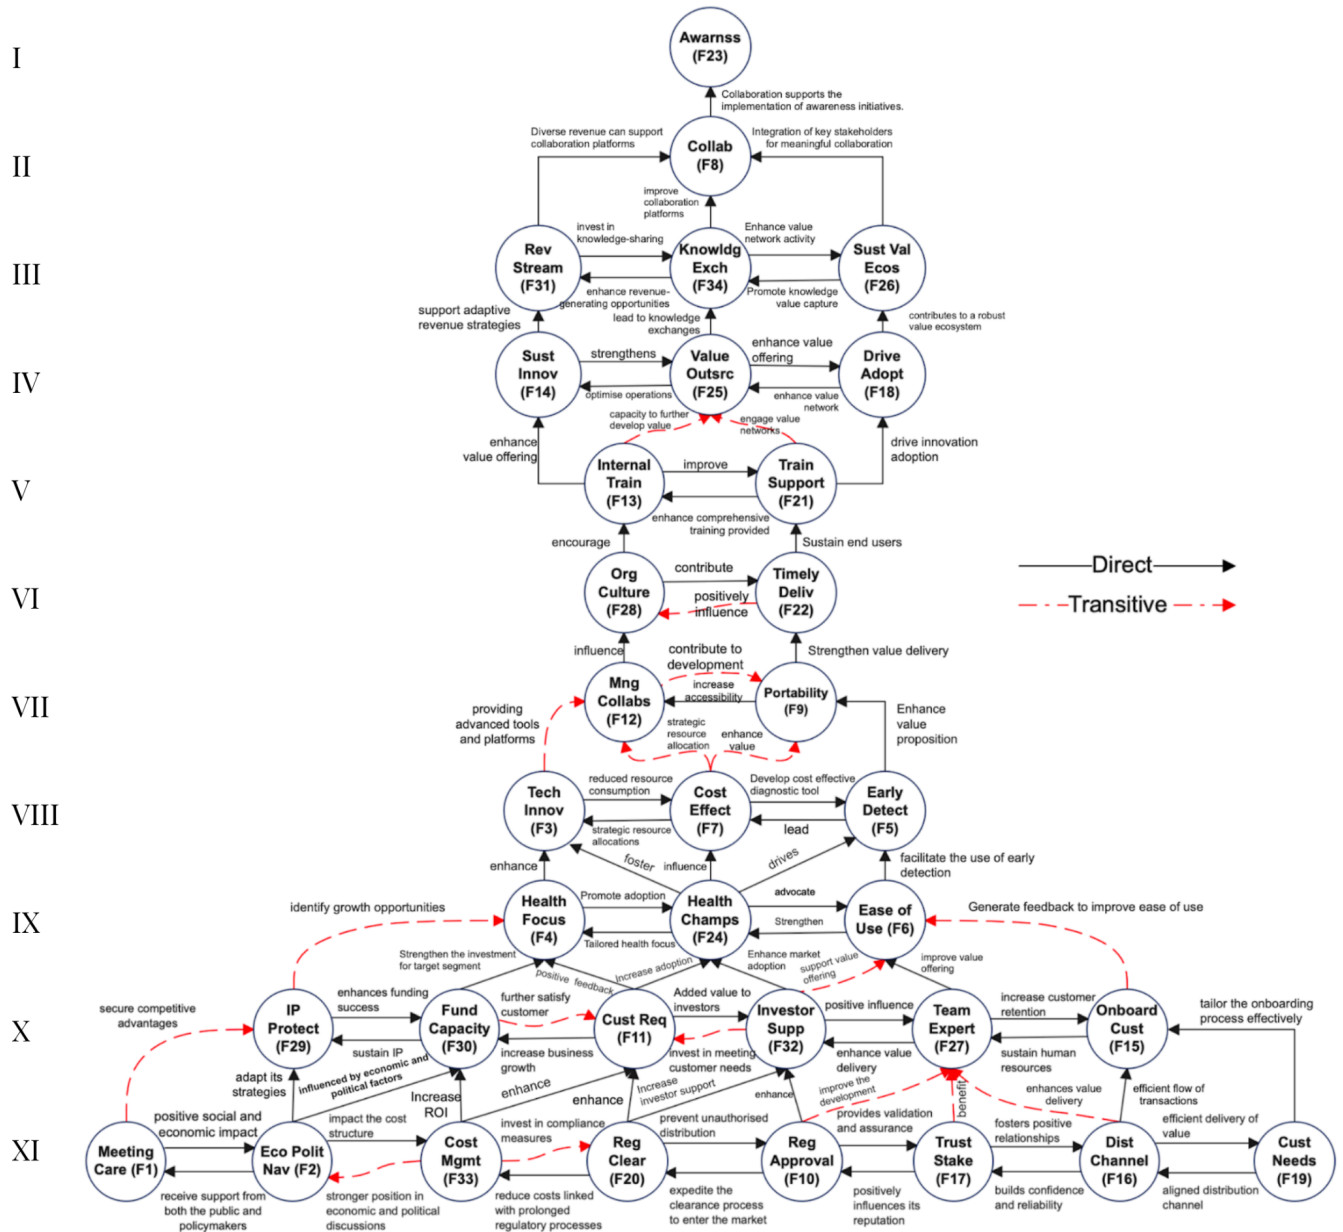 I
Awarnss
(F23)
Collaboration supports the
implementation of awareness initiatives.
II
Diverse revenue can support
collaboration platforms
Collab
(F8)
Integration of key stakeholders
for meaningful collaboration
improve
collaboration
platforms
III
Rev
Stream
(F31)
invest in
knowledge-sharing
Knowldg
Exch
(F34)
Enhance value
network activity
Sust Val
Ecos
(F26)
enhance revenue-
generating opportunities
Promote knowledge
value capture
support adaptive
revenue strategies
lead to knowledge
exchanges
contributes to a robust
value ecosystem
IV
Sust
Innov
(F14)
strengthens
Value
Outsrc
(F25)
enhance value
offering
Drive
Adopt
(F18)
optimise operations
enhance value
network
capacity to further
develop value
engage value
networks
enhance
value offering
drive innovation
adoption
V
Internal
Train
(F13)
improve
Train
Support
(F21)
enhance comprehensive
training provided
encourage
Sustain end users
Direct
Transitive
VI
Org
Culture
(F28)
contribute
Timely
Deliv
(F22)
positively
influence
influence
contribute to
development
Strengthen value delivery
VII
Mng
Collabs
(F12)
increase
accessibility
Portability
(F9)
providing
advanced tools
and platforms
strategic
resource
allocation
enhance
value
Enhance
value
proposition
VIII
Tech
Innov
(F3)
reduced resource
consumption
Cost
Effect
(F7)
Develop cost effective
diagnostic tool
Early
Detect
(F5)
strategic resource
allocations
lead
enhance
foster
influence
drives
facilitate the use of early
detection
IX
identify growth opportunities
Health
Focus
(F4)
Promote adoption
Health
Champs
(F24)
advocate
Ease of
Use (F6)
Generate feedback to improve ease of use
Tailored health focus
Strengthen
Strengthen the investment
for target segment
positive feedback
Increase adoption
Enhance market
adoption
support value
offering
improve value
offering
X
secure competitive
advantages
IP
Protect
(F29)
enhances funding
success
Fund
Capacity
(F30)
further satisfy
customer
Cust Req
(F11)
Added value to
investors
Investor
Supp
(F32)
positive influence
Team
Expert
(F27)
increase customer
retention
Onboard
Cust
(F15)
tailor the onboarding
process effectively
sustain IP
increase business
growth
invest in meeting
customer needs
enhance value
delivery
sustain human
resources
adapt its
strategies
influenced by economic and
political factors
Increase
ROI
enhance
enhance
Increase
investor support
enhance
improve the
development
benefit
enhances value
delivery
efficient flow of
transactions
XI
Meeting
Care (F1)
positive social and
economic impact
Eco Polit
Nav (F2)
impact the cost
structure
Cost
Mgmt
(F33)
invest in compliance
measures
Reg
Clear
(F20)
prevent unauthorised
distribution
Reg
Approval
(F10)
provides validation
and assurance
Trust
Stake
(F17)
fosters positive
relationships
Dist
Channel
(F16)
efficient delivery of
value
Cust
Needs
(F19)
receive support from
both the public and
policymakers
stronger position in
economic and political
discussions
reduce costs linked
with prolonged
regulatory processes
expedite the
clearance process
to enter the market
positively
influences its
reputation
builds confidence
and reliability
aligned distribution
channel